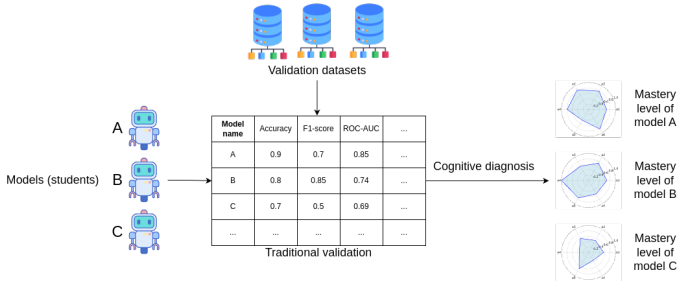 Validation datasets
Models (students)
A
B
C
Model name Accuracy F1-score ROC-AUC ...
A 0.9 0.7 0.85 ...
B 0.8 0.85 0.74 ...
C 0.7 0.5 0.69 ...
... ... ... ... ...
Traditional validation
Cognitive diagnosis
Mastery
level of
model A
Mastery
level of
model B
Mastery
level of
model C